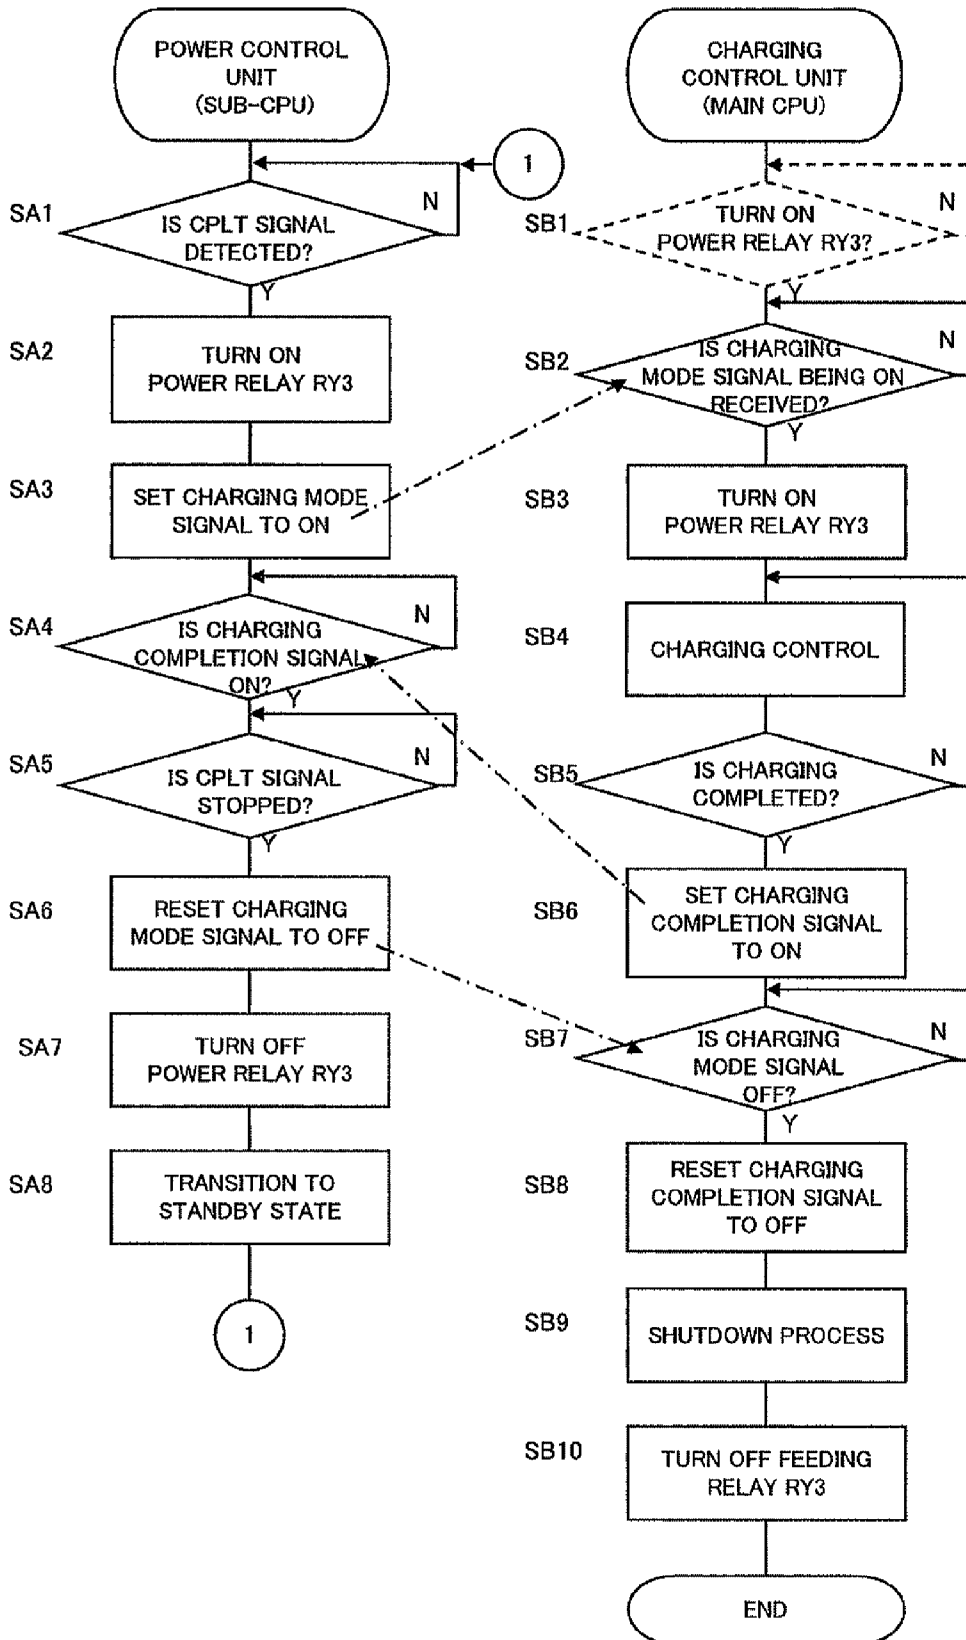 POWER CONTROL
UNIT
(SUB-CPU)
1
SA1
IS CPLT SIGNAL
DETECTED?
N
Y
SA2
TURN ON
POWER RELAY RY3
SA3
SET CHARGING MODE
SIGNAL TO ON
SA4
IS CHARGING
COMPLETION SIGNAL
ON?
N
Y
SA5
IS CPLT SIGNAL
STOPPED?
N
Y
SA6
RESET CHARGING
MODE SIGNAL TO OFF
SA7
TURN OFF
POWER RELAY RY3
SA8
TRANSITION TO
STANDBY STATE
1
CHARGING
CONTROL UNIT
(MAIN CPU)
SB1
TURN ON
POWER RELAY RY3?
N
Y
SB2
IS CHARGING
MODE SIGNAL BEING ON
RECEIVED?
N
Y
SB3
TURN ON
POWER RELAY RY3
SB4
CHARGING CONTROL
SB5
IS CHARGING
COMPLETED?
N
Y
SB6
SET CHARGING
COMPLETION SIGNAL
TO ON
SB7
IS CHARGING
MODE SIGNAL
OFF?
N
Y
SB8
RESET CHARGING
COMPLETION SIGNAL
TO OFF
SB9
SHUTDOWN PROCESS
SB10
TURN OFF FEEDING
RELAY RY3
END